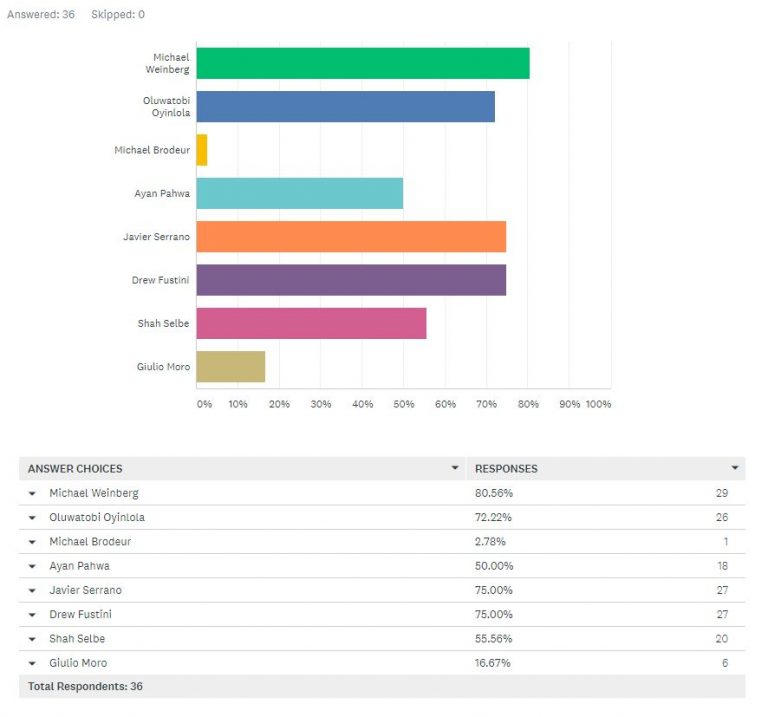 Answered: 36 Skipped: 0
Michael
Weinberg
Oluwatobi
Oyinlola
Michael Brodeur
Ayan Pahwa
Javier Serrano
Drew Fustini
Shah Selbe
Giulio Moro
0% 10% 20% 30% 40% 50% 60% 70% 80% 90% 100%
ANSWER CHOICES RESPONSES
Michael Weinberg 80.56% 29
Oluwatobi Oyinlola 72.22% 26
Michael Brodeur 2.78% 1
Ayan Pahwa 50.00% 18
Javier Serrano 75.00% 27
Drew Fustini 75.00% 27
Shah Selbe 55.56% 20
Giulio Moro 16.67% 6
Total Respondents: 36